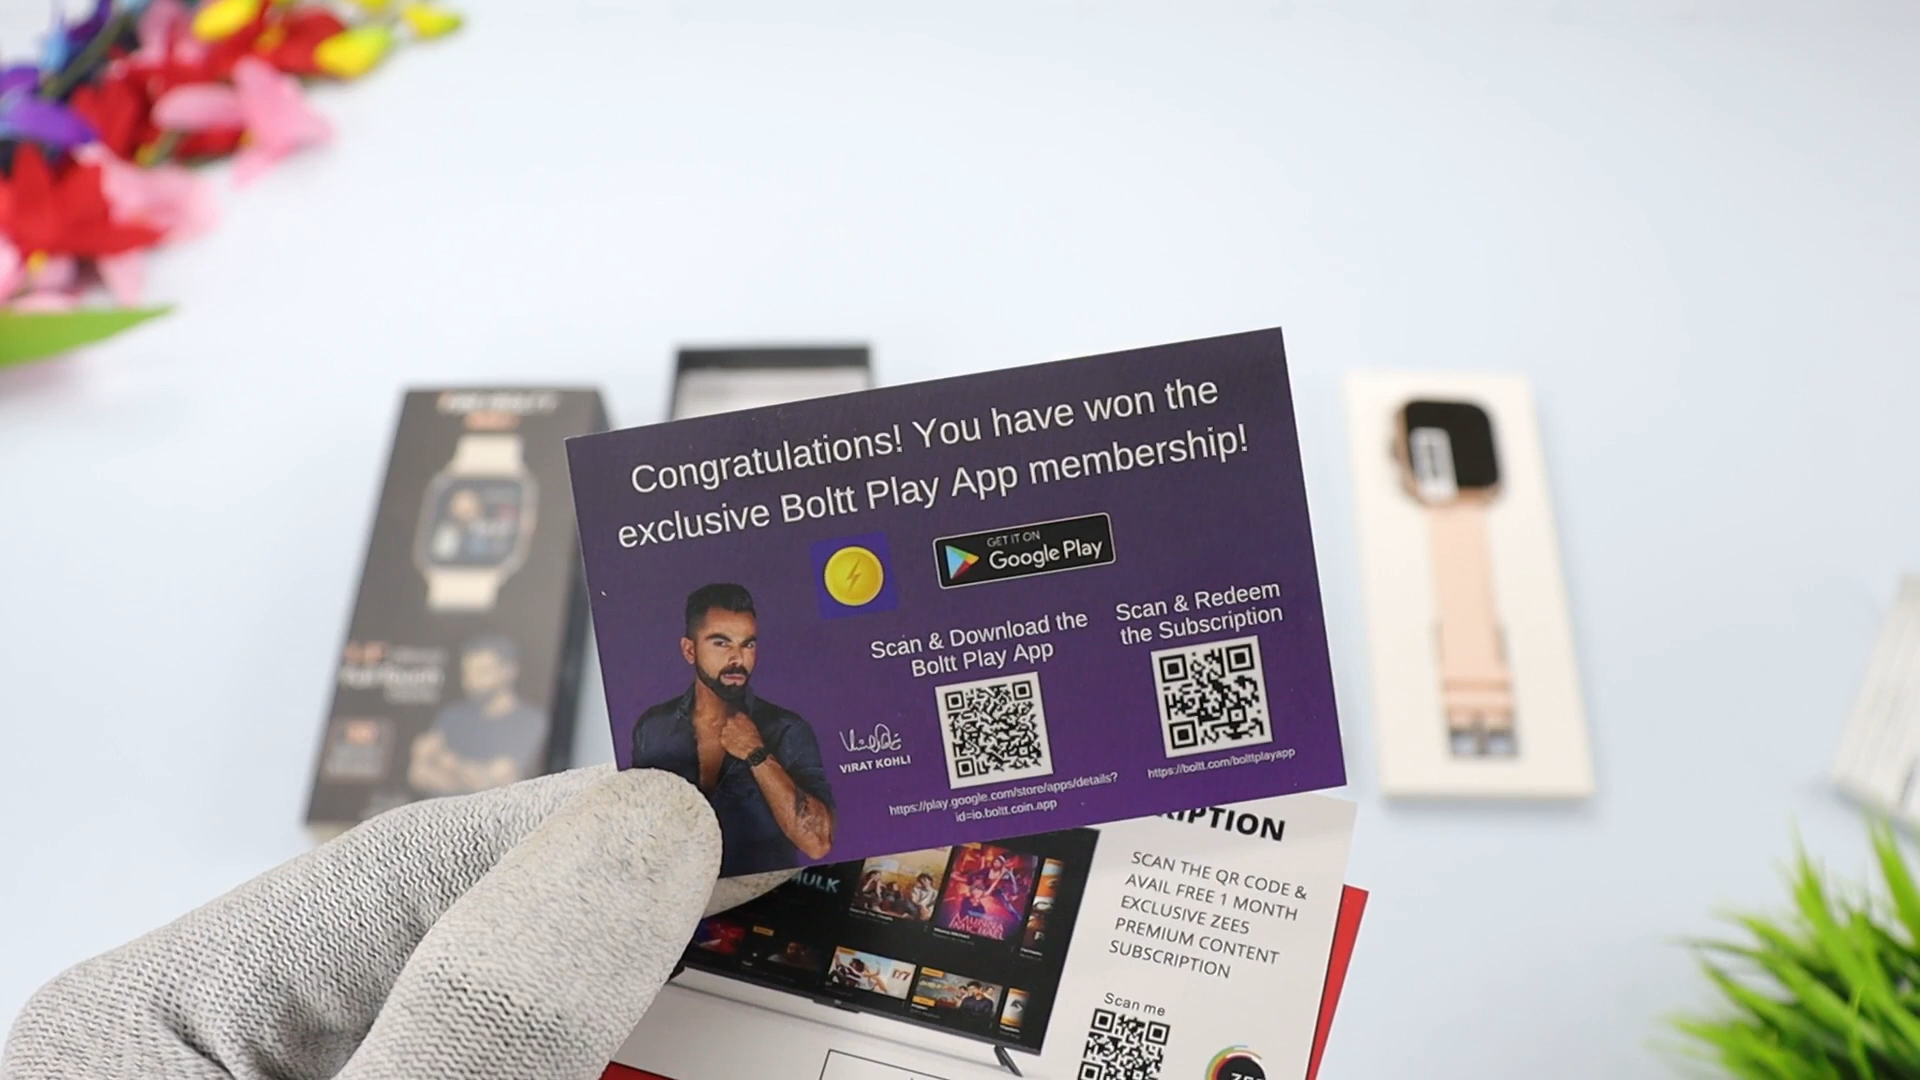 Congratulations! You have won the
exclusive Boltt Play App membership!
GET IT ON
Google Play
Scan & Download the
Boltt Play App
Scan & Redeem
the Subscription
VIRAT KOHLI
https://play.google.com/store/apps/details?
id=io.boltt.coin.app
https://boltt.com/bolttplayapp
RIPTION
SCAN THE QR CODE &
AVAIL FREE 1 MONTH
EXCLUSIVE ZEE5
PREMIUM CONTENT
SUBSCRIPTION
Scan me
HULK